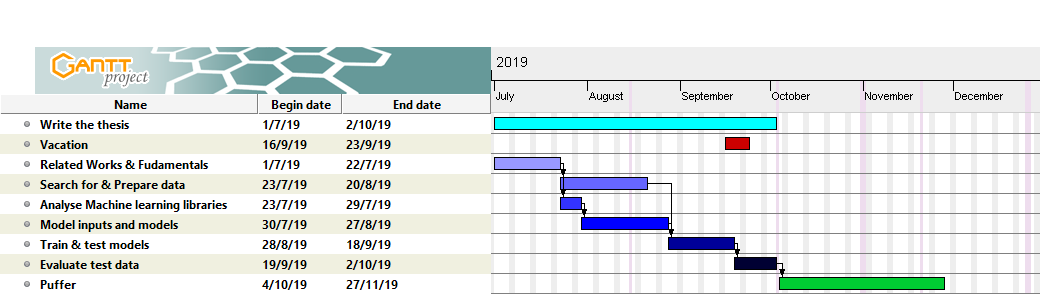 GANTT
project
2019
July August September October November December
Name Begin date End date
Write the thesis 1/7/19 2/10/19
Vacation 16/9/19 23/9/19
Related Works & Fudamentals 1/7/19 22/7/19
Search for & Prepare data 23/7/19 20/8/19
Analyse Machine learning libraries 23/7/19 29/7/19
Model inputs and models 30/7/19 27/8/19
Train & test models 28/8/19 18/9/19
Evaluate test data 19/9/19 2/10/19
Puffer 4/10/19 27/11/19